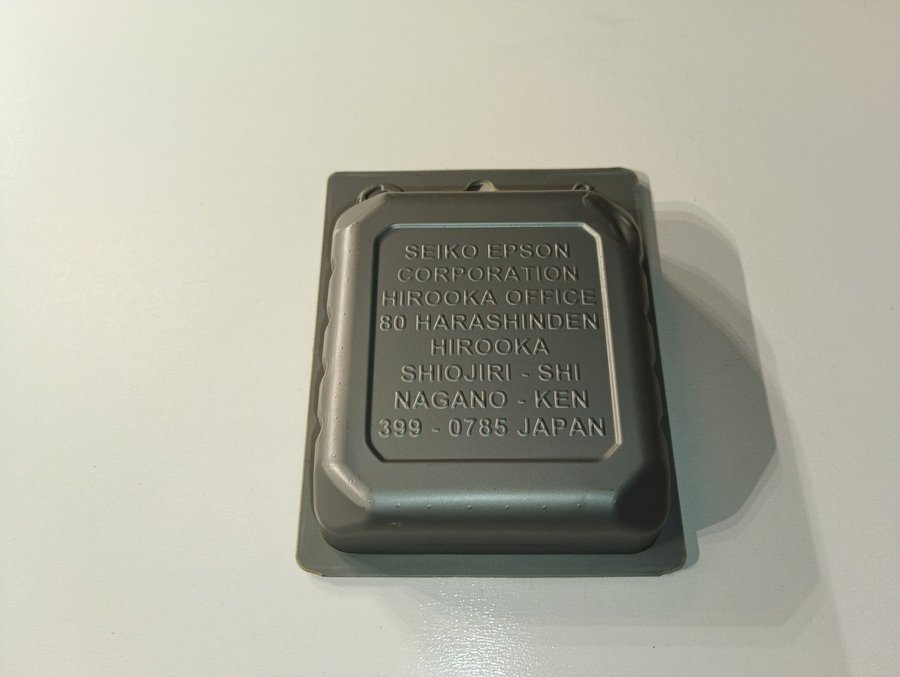 SEIKO EPSON
CORPORATION
HIROOKA OFFICE
80 HARASHINDEN
HIROOKA
SHIOJIRI - SHI
NAGANO - KEN
399 - 0785 JAPAN